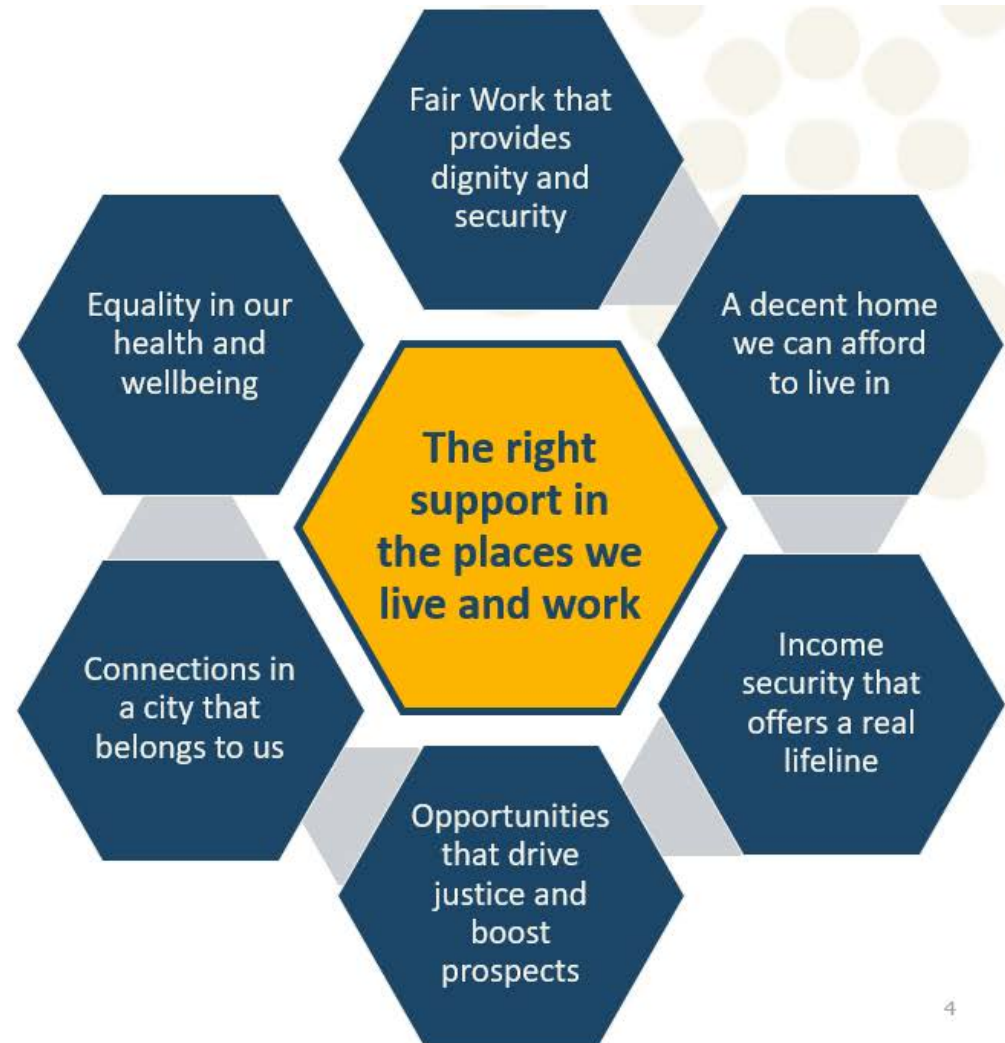 Fair Work that
provides
dignity and
security
A decent home
we can afford
to live in
Income
security that
offers a real
lifeline
Opportunities
that drive
justice and
boost
prospects
Connections in
a city that
belongs to us
Equality in our
health and
wellbeing
The right
support in
the places we
live and work
4